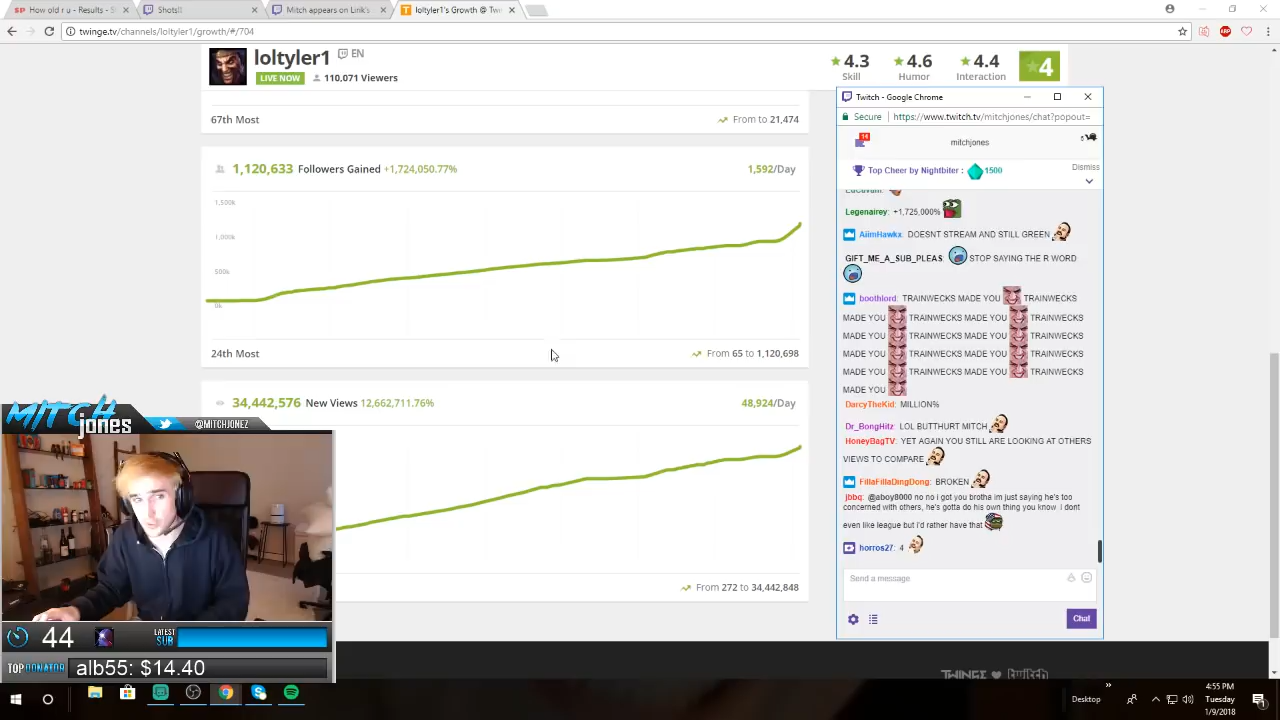 How old r u - Results - S
Shots!!
Mitch appears on Lirik's
loltyler1's Growth @ Tw
twinge.tv/channels/loltyler1/growth/#/704
loltyler1
EN
LIVE NOW
110,071 Viewers
4.3
Skill
4.6
Humor
4.4
Interaction
4
67th Most
From to 21,474
1,120,633 Followers Gained +1,724,050.77%
1,592/Day
1,500k
1,000k
500k
0k
24th Most
From 65 to 1,120,698
34,442,576 New Views 12,662,711.76%
48,924/Day
From 272 to 34,442,848
Twitch - Google Chrome
Secure
https://www.twitch.tv/mitchjones/chat?popout=
14
mitchjones
Top Cheer by Nightbiter :
1500
Dismiss
Legenairey: +1,725,000%
AiimHawkx: DOESNT STREAM AND STILL GREEN
GIFT_ME_A_SUB_PLEAS: STOP SAYING THE R WORD
boothlord: TRAINWECKS MADE YOU TRAINWECKS
MADE YOU TRAINWECKS MADE YOU TRAINWECKS
MADE YOU TRAINWECKS MADE YOU TRAINWECKS
MADE YOU TRAINWECKS MADE YOU TRAINWECKS
MADE YOU TRAINWECKS MADE YOU TRAINWECKS
MADE YOU
DarcyTheKid: MILLION%
Dr_BongHitz: LOL BUTTHURT MITCH
HoneyBagTV: YET AGAIN YOU STILL ARE LOOKING AT OTHERS
VIEWS TO COMPARE
FillaFillaDingDong: BROKEN
jbbq: @aboy8000 no no i got you brotha im just saying he's too
concerned with others, he's gotta do his own thing you know i dont
even like league but i'd rather have that
horros27: 4
Send a message
Chat
MITCH
jones
@MITCHJONEZ
44
LATEST
SUB
TOP DONATOR
alb55: $14.40
TWINGE
twitch
Desktop
4:55 PM
Tuesday
1/9/2018